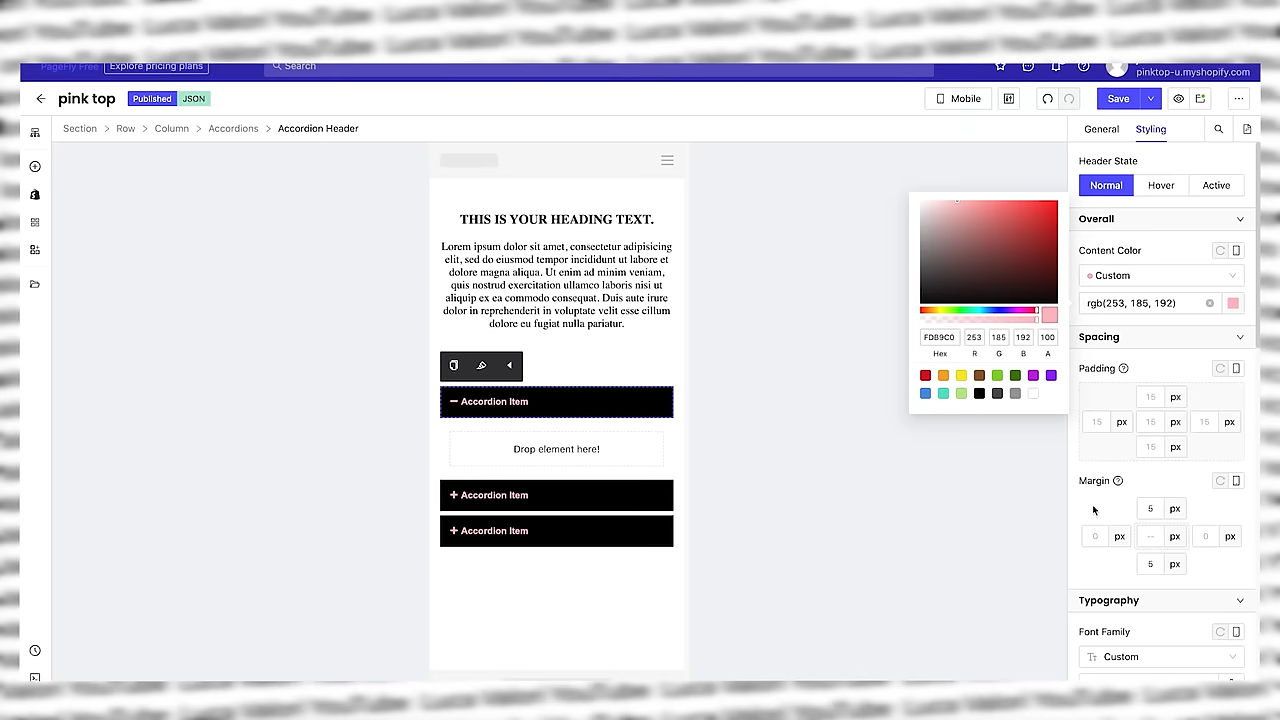 PageFly Free
Explore pricing plans
Search
pinktop-u.myshopify.com
pink top
Published
JSON
Mobile
Save
Section > Row > Column > Accordions > Accordion Header
General
Styling
Header State
Normal
Hover
Active
Overall
Content Color
Custom
rgb(253, 185, 192)
FDB9C0 253 185 192 100
Hex R G B A
Spacing
Padding
15 px
15 px 15 px 15 px
15 px
Margin
5 px
0 px -- px 0 px
5 px
Typography
Font Family
Custom
THIS IS YOUR HEADING TEXT.
Lorem ipsum dolor sit amet, consectetur adipisicing
elit, sed do eiusmod tempor incididunt ut labore et
dolore magna aliqua. Ut enim ad minim veniam,
quis nostrud exercitation ullamco laboris nisi ut
aliquip ex ea commodo consequat. Duis aute irure
dolor in reprehenderit in voluptate velit esse cillum
dolore eu fugiat nulla pariatur.
Accordion Item
Drop element here!
Accordion Item
Accordion Item